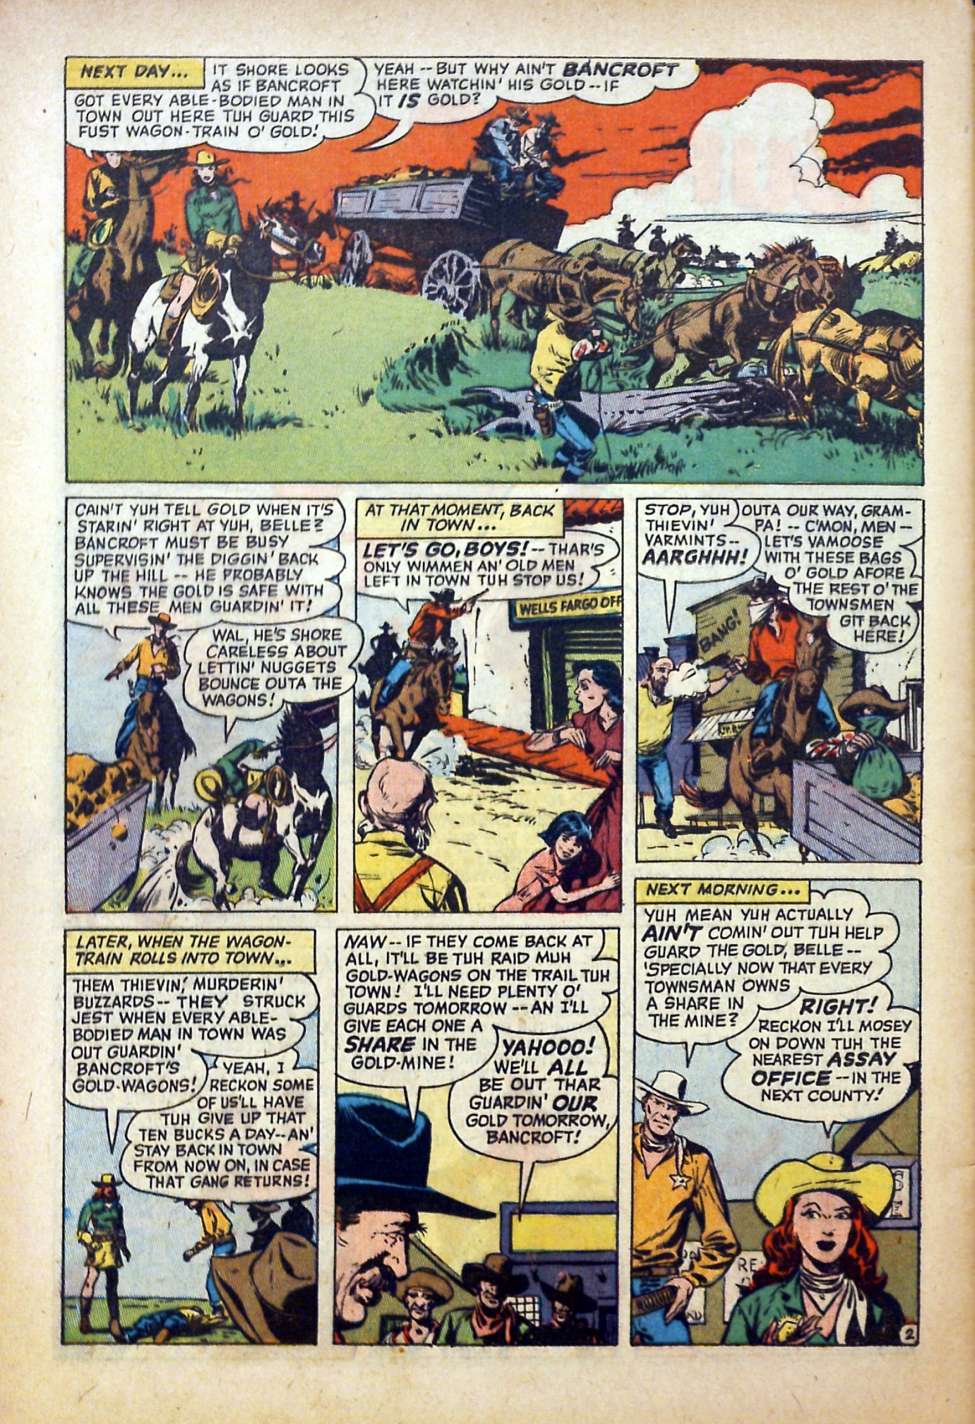 NEXT DAY...
IT SHORE LOOKS
AS IF BANCROFT
GOT EVERY ABLE-BODIED MAN IN
TOWN OUT HERE TUH GUARD THIS
FUST WAGON-TRAIN O' GOLD!
YEAH -- BUT WHY AIN'T BANCROFT
HERE WATCHIN' HIS GOLD -- IF
IT IS GOLD?
CAIN'T YUH TELL GOLD WHEN IT'S
STARIN' RIGHT AT YUH, BELLE?
BANCROFT MUST BE BUSY
SUPERVISIN' THE DIGGIN' BACK
UP THE HILL -- HE PROBABLY
KNOWS THE GOLD IS SAFE WITH
ALL THESE MEN GUARDIN' IT!
WAL, HE'S SHORE
CARELESS ABOUT
LETTIN' NUGGETS
BOUNCE OUTA THE
WAGONS!
AT THAT MOMENT, BACK
IN TOWN...
LET'S GO, BOYS! -- THAR'S
ONLY WIMMEN AN' OLD MEN
LEFT IN TOWN TUH STOP US!
WELLS FARGO OFF
STOP, YUH
THIEVIN'
VARMINTS --
AARGHHH!
OUTA OUR WAY, GRAM-
PA! -- C'MON, MEN --
LET'S VAMOOSE
WITH THESE BAGS
O' GOLD AFORE
THE REST O' THE
TOWNSMEN
GIT BACK
HERE!
BANG!
LATER, WHEN THE WAGON-
TRAIN ROLLS INTO TOWN...
THEM THIEVIN', MURDERIN'
BUZZARDS -- THEY STRUCK
JEST WHEN EVERY ABLE-
BODIED MAN IN TOWN WAS
OUT GUARDIN'
BANCROFT'S
GOLD-WAGONS!
YEAH, I
RECKON SOME
OF US'LL HAVE
TUH GIVE UP THAT
TEN BUCKS A DAY -- AN'
STAY BACK IN TOWN
FROM NOW ON, IN CASE
THAT GANG RETURNS!
NAW -- IF THEY COME BACK AT
ALL, IT'LL BE TUH RAID MUH
GOLD-WAGONS ON THE TRAIL TUH
TOWN! I'LL NEED PLENTY O'
GUARDS TOMORROW -- AN I'LL
GIVE EACH ONE A
SHARE IN THE
GOLD-MINE!
YAHOOO!
WE'LL ALL
BE OUT THAR
GUARDIN' OUR
GOLD TOMORROW,
BANCROFT!
NEXT MORNING...
YUH MEAN YUH ACTUALLY
AIN'T COMIN' OUT TUH HELP
GUARD THE GOLD, BELLE --
'SPECIALLY NOW THAT EVERY
TOWNSMAN OWNS
A SHARE IN
THE MINE?
RIGHT!
RECKON I'LL MOSEY
ON DOWN TUH THE
NEAREST ASSAY
OFFICE -- IN THE
NEXT COUNTY!
RE
2